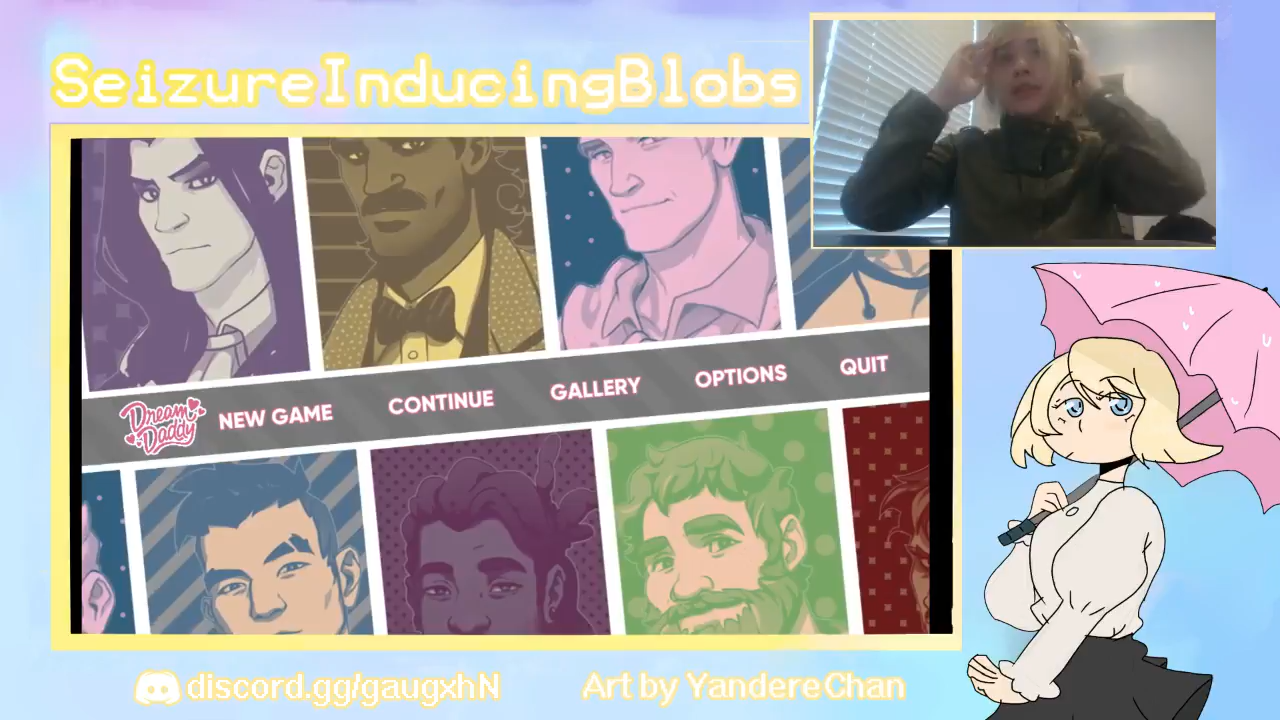 SeizureInducingBlobs
Dream Daddy
NEW GAME
CONTINUE
GALLERY
OPTIONS
QUIT
discord.gg/gaugxhN
Art by YandereChan